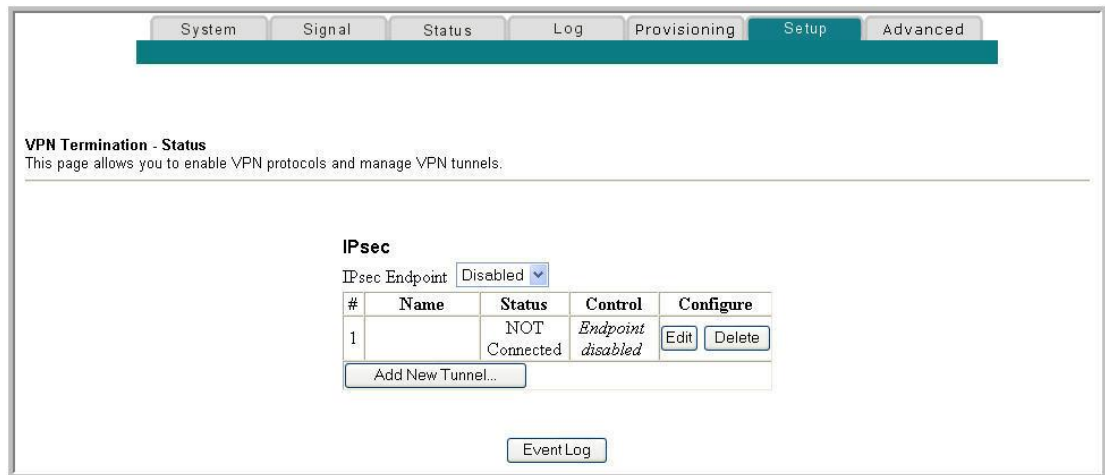 System Signal Status Log Provisioning Setup Advanced
VPN Termination - Status
This page allows you to enable VPN protocols and manage VPN tunnels.
IPsec
IPsec Endpoint Disabled
# Name Status Control Configure
1 NOT Connected Endpoint disabled Edit Delete
Add New Tunnel...
Event Log